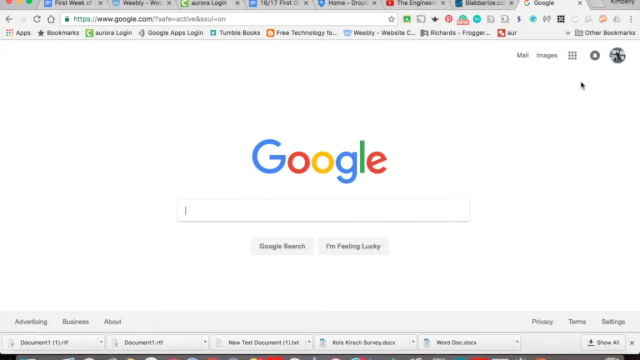 First Week of
Weebly - Web
aurora Login
16/17 First G
Home - Dropb
The Engineer
Blabberize.co
Google
https://www.google.com/?safe=active&ssui=on
Apps
Bookmarks
aurora Login
Google Apps Login
Tumble Books
Free Technology fo
Weebly - Website C
Richards - Frogger
aur
Other Bookmarks
Mail
Images
Google
Google Search
I'm Feeling Lucky
Advertising
Business
About
Privacy
Terms
Settings
Document1 (1).rtf
Document1.rtf
New Text Document (1).txt
Kola Kirsch Survey.docx
Word Doc.docx
Show All